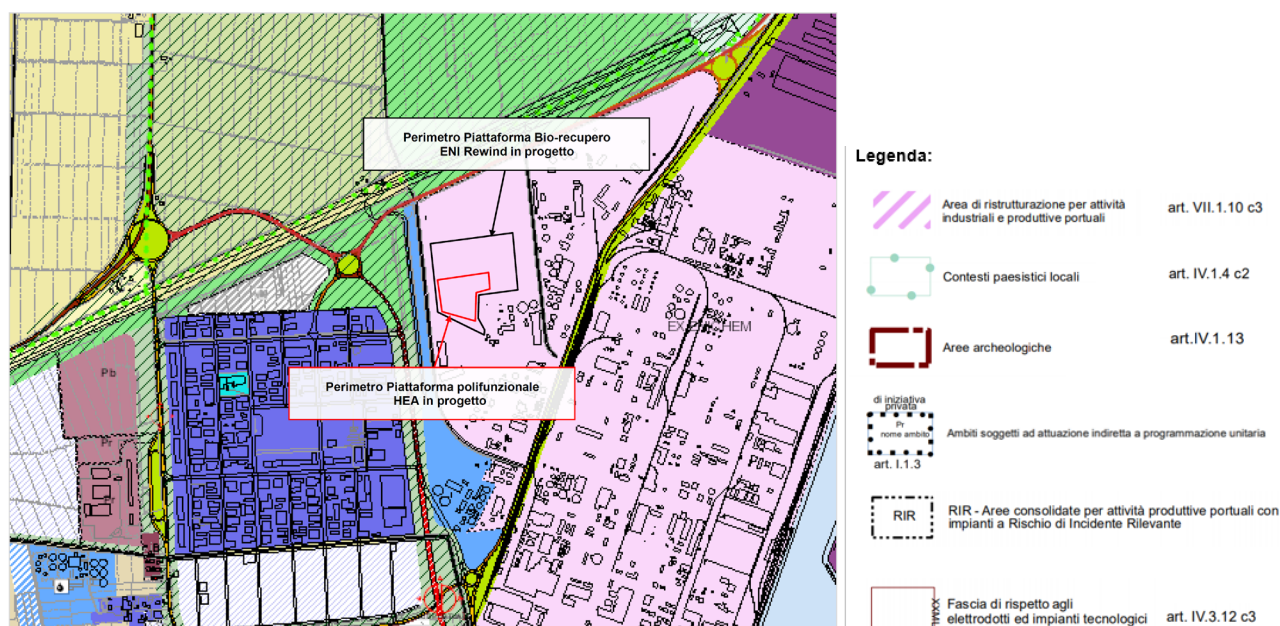 Perimetro Piattaforma Bio-recupero
ENI Rewind in progetto
Perimetro Piattaforma polifunzionale
HEA in progetto
Pb
Pr
Legenda:
Area di ristrutturazione per attività
industriali e produttive portuali
art. VII.1.10 c3
Contesti paesistici locali
art. IV.1.4 c2
Aree archeologiche
art.IV.1.13
di iniziativa
privata
Pr
nome ambito
art. I.1.3
Ambiti soggetti ad attuazione indiretta a programmazione unitaria
RIR
RIR - Aree consolidate per attività produttive portuali con
impianti a Rischio di Incidente Rilevante
Fascia di rispetto agli
elettrodotti ed impianti tecnologici
art. IV.3.12 c3